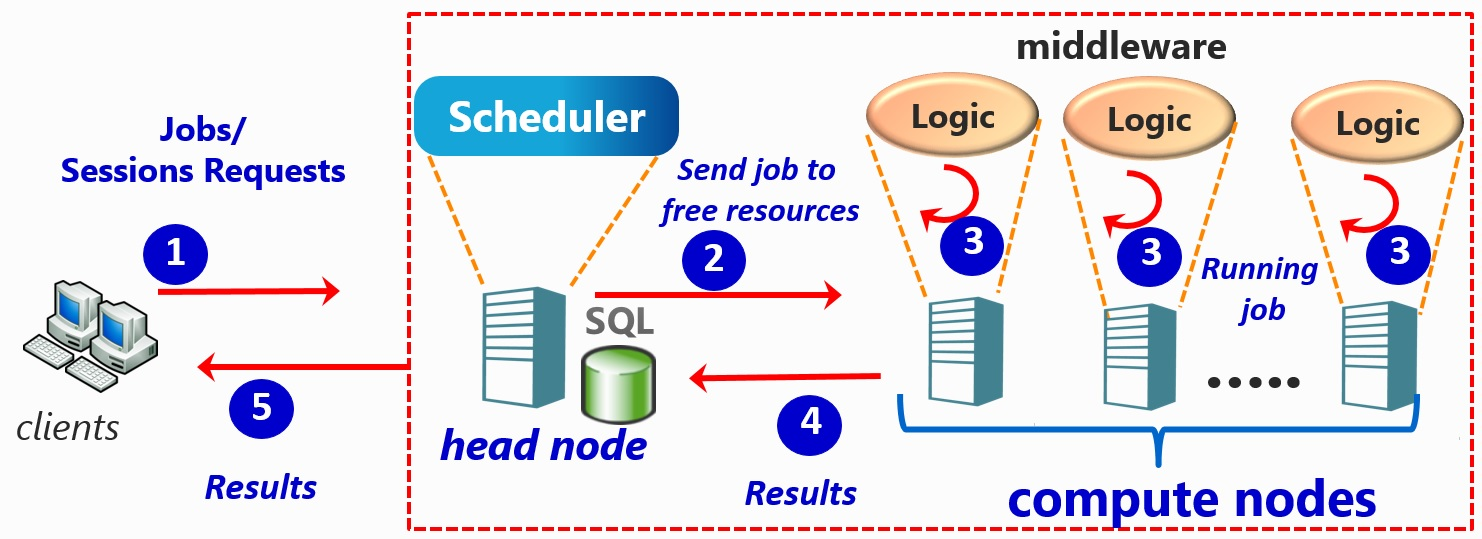 middleware
Scheduler
Logic
Logic
Logic
Jobs/
Sessions Requests
Send job to
free resources
1
2
3
3
3
Running
job
SQL
clients
5
4
head node
Results
Results
compute nodes